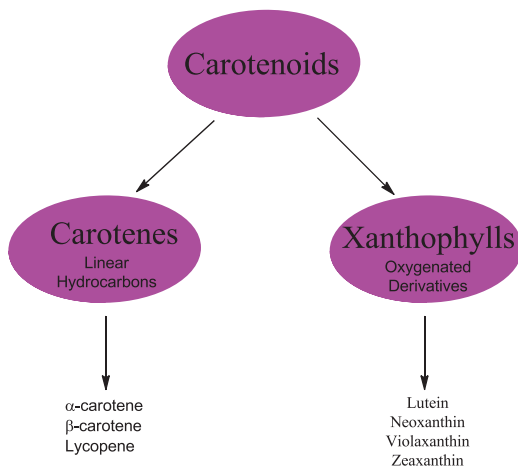 Carotenoids
Carotenes
Linear
Hydrocarbons
Xanthophylls
Oxygenated
Derivatives
α-carotene
β-carotene
Lycopene
Lutein
Neoxanthin
Violaxanthin
Zeaxanthin